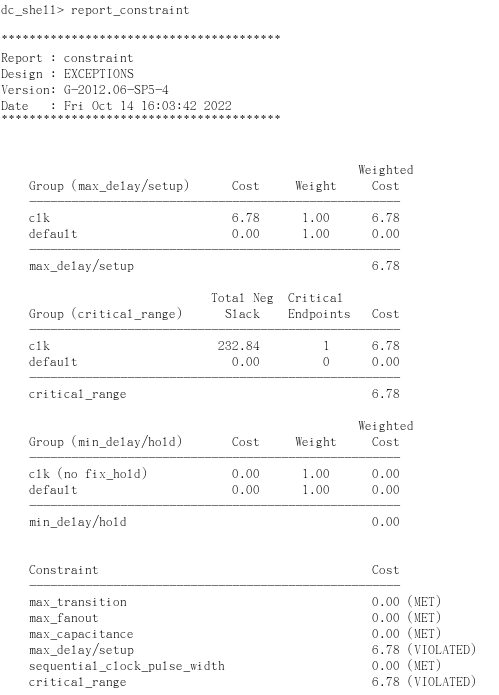 dc_shell> report_constraint
****************************************
Report : constraint
Design : EXCEPTIONS
Version: G-2012.06-SP5-4
Date   : Fri Oct 14 16:03:42 2022
****************************************
Weighted
Group (max_delay/setup)      Cost     Weight     Cost
clk                          6.78      1.00      6.78
default                      0.00      1.00      0.00
max_delay/setup                                  6.78
Total Neg  Critical
Group (critical_range)      Slack    Endpoints   Cost
clk                        232.84         1      6.78
default                      0.00         0      0.00
critical_range                                   6.78
Weighted
Group (min_delay/hold)       Cost     Weight     Cost
clk (no fix_hold)            0.00      1.00      0.00
default                      0.00      1.00      0.00
min_delay/hold                                   0.00
Constraint                                       Cost
max_transition                                   0.00 (MET)
max_fanout                                       0.00 (MET)
max_capacitance                                  0.00 (MET)
max_delay/setup                                  6.78 (VIOLATED)
sequential_clock_pulse_width                     0.00 (MET)
critical_range                                   6.78 (VIOLATED)